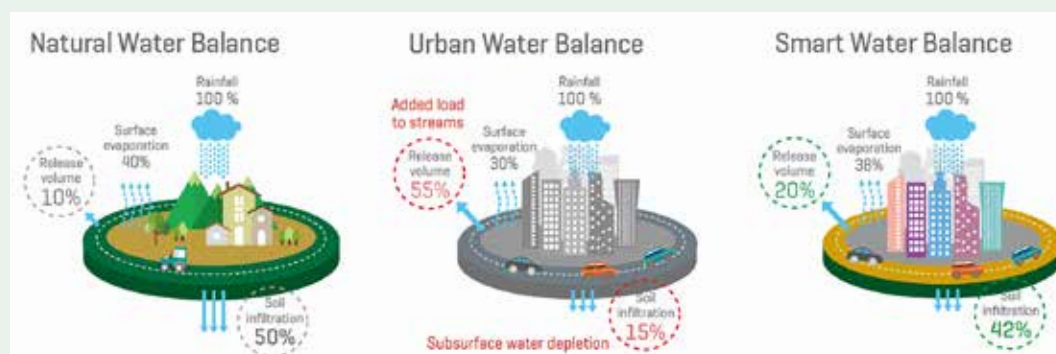 Natural Water Balance
Rainfall
100 %
Surface
evaporation
40%
Release
volume
10%
Soil
infiltration
50%
Urban Water Balance
Rainfall
100 %
Added load
to streams
Surface
evaporation
30%
Release
volume
55%
Soil
infiltration
15%
Subsurface water depletion
Smart Water Balance
Rainfall
100 %
Surface
evaporation
38%
Release
volume
20%
Soil
infiltration
42%